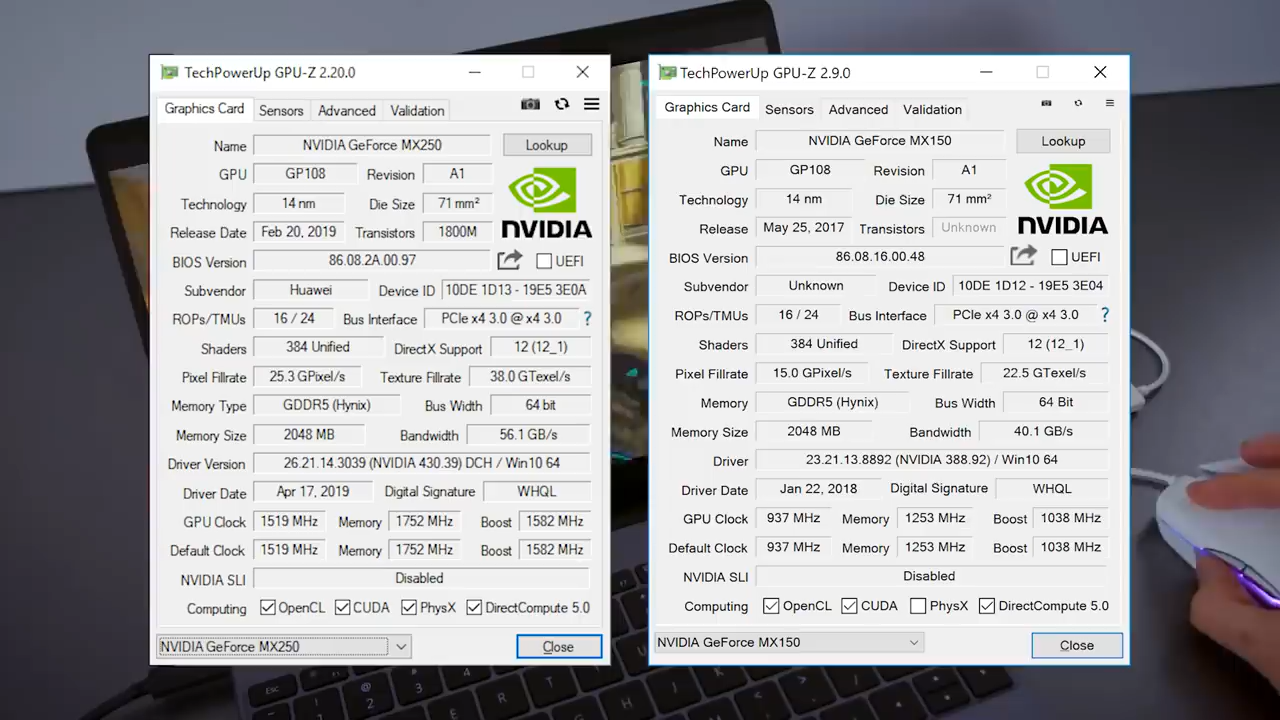 TechPowerUp GPU-Z 2.20.0
Graphics Card Sensors Advanced Validation
Name NVIDIA GeForce MX250 Lookup
GPU GP108 Revision A1
Technology 14 nm Die Size 71 mm²
Release Date Feb 20, 2019 Transistors 1800M
NVIDIA
BIOS Version 86.08.2A.00.97 UEFI
Subvendor Huawei Device ID 10DE 1D13 - 19E5 3E0A
ROPs/TMUs 16 / 24 Bus Interface PCIe x4 3.0 @ x4 3.0 ?
Shaders 384 Unified DirectX Support 12 (12_1)
Pixel Fillrate 25.3 GPixel/s Texture Fillrate 38.0 GTexel/s
Memory Type GDDR5 (Hynix) Bus Width 64 bit
Memory Size 2048 MB Bandwidth 56.1 GB/s
Driver Version 26.21.14.3039 (NVIDIA 430.39) DCH / Win10 64
Driver Date Apr 17, 2019 Digital Signature WHQL
GPU Clock 1519 MHz Memory 1752 MHz Boost 1582 MHz
Default Clock 1519 MHz Memory 1752 MHz Boost 1582 MHz
NVIDIA SLI Disabled
Computing OpenCL CUDA PhysX DirectCompute 5.0
NVIDIA GeForce MX250 Close
TechPowerUp GPU-Z 2.9.0
Graphics Card Sensors Advanced Validation
Name NVIDIA GeForce MX150 Lookup
GPU GP108 Revision A1
Technology 14 nm Die Size 71 mm²
Release May 25, 2017 Transistors Unknown
NVIDIA
BIOS Version 86.08.16.00.48 UEFI
Subvendor Unknown Device ID 10DE 1D12 - 19E5 3E04
ROPs/TMUs 16 / 24 Bus Interface PCIe x4 3.0 @ x4 3.0 ?
Shaders 384 Unified DirectX Support 12 (12_1)
Pixel Fillrate 15.0 GPixel/s Texture Fillrate 22.5 GTexel/s
Memory GDDR5 (Hynix) Bus Width 64 Bit
Memory Size 2048 MB Bandwidth 40.1 GB/s
Driver 23.21.13.8892 (NVIDIA 388.92) / Win10 64
Driver Date Jan 22, 2018 Digital Signature WHQL
GPU Clock 937 MHz Memory 1253 MHz Boost 1038 MHz
Default Clock 937 MHz Memory 1253 MHz Boost 1038 MHz
NVIDIA SLI Disabled
Computing OpenCL CUDA PhysX DirectCompute 5.0
NVIDIA GeForce MX150 Close